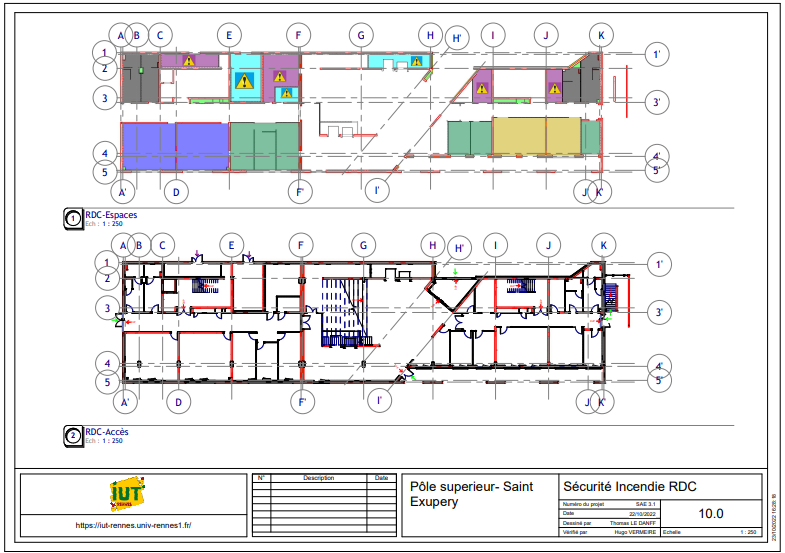 A B C E F G H H' I J K
1 1'
2
3 3'
4 4'
5 5'
A' D F' I' J' K'
1 RDC-Espaces
Ech : 1 : 250
A B C E F G H H' I J K
1 1'
2
3 3'
4 4'
5 5'
A' D F' I' J' K'
2 RDC-Accès
Ech : 1 : 250
IUT
RENNES
https://iut-rennes.univ-rennes1.fr/
N° Description Date
Pôle superieur- Saint
Exupery
Sécurité Incendie RDC
Numéro du projet SAE 3.1
Date 22/10/2022
Dessiné par Thomas LE DANFF
Vérifié par Hugo VERMEIRE
10.0
Echelle 1 : 250
23/10/2022 16:28:18